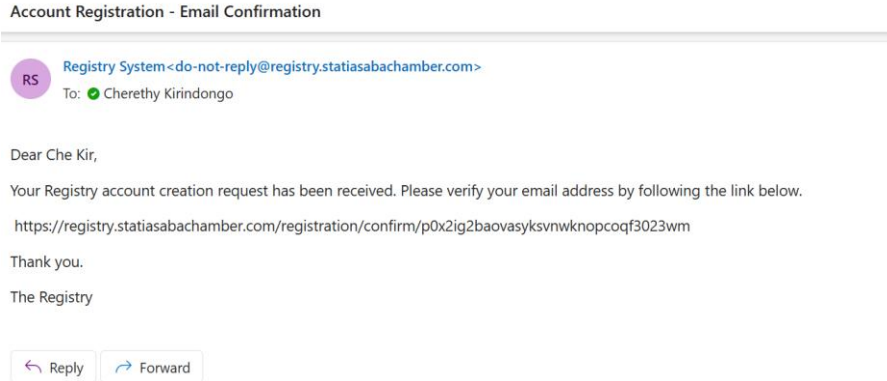 Account Registration - Email Confirmation
RS
Registry System<do-not-reply@registry.statiasabachamber.com>
To: Cherethy Kirindongo
Dear Che Kir,
Your Registry account creation request has been received. Please verify your email address by following the link below.
https://registry.statiasabachamber.com/registration/confirm/p0x2ig2baovasyksvnwknopcoqf3023wm
Thank you.
The Registry
Reply Forward